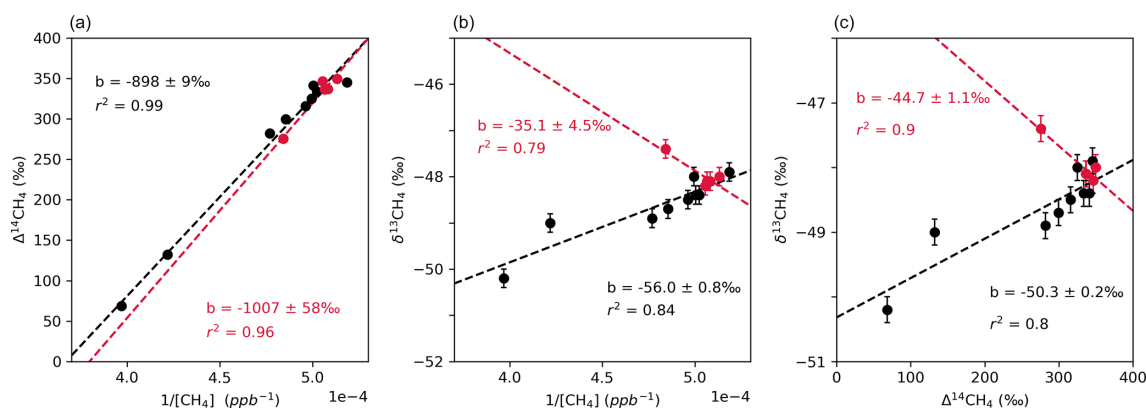 (a)
400
350
300
250
200
150
100
50
0
Δ¹⁴CH₄ (‰)
b = -898 ± 9‰
r² = 0.99
b = -1007 ± 58‰
r² = 0.96
4.0
4.5
5.0
1e−4
1/[CH₄] (ppb⁻¹)
(b)
−46
−48
−50
−52
δ¹³CH₄ (‰)
b = -35.1 ± 4.5‰
r² = 0.79
b = -56.0 ± 0.8‰
r² = 0.84
4.0
4.5
5.0
1e−4
1/[CH₄] (ppb⁻¹)
(c)
−47
−49
−51
δ¹³CH₄ (‰)
b = -44.7 ± 1.1‰
r² = 0.9
b = -50.3 ± 0.2‰
r² = 0.8
0
100
200
300
400
Δ¹⁴CH₄ (‰)